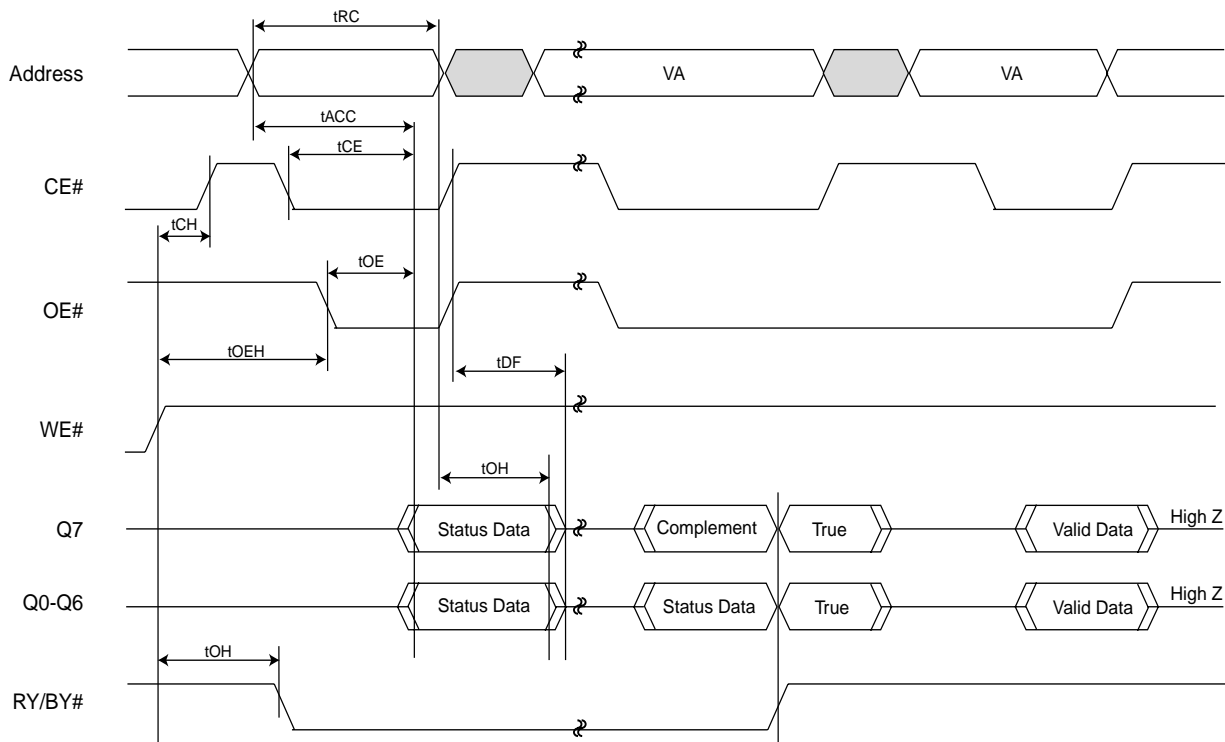 tRC
Address
VA
VA
tACC
tCE
CE#
tCH
tOE
OE#
tOEH
tDF
WE#
tOH
Q7
Status Data
Complement
True
Valid Data
High Z
Q0-Q6
Status Data
Status Data
True
Valid Data
High Z
tOH
RY/BY#